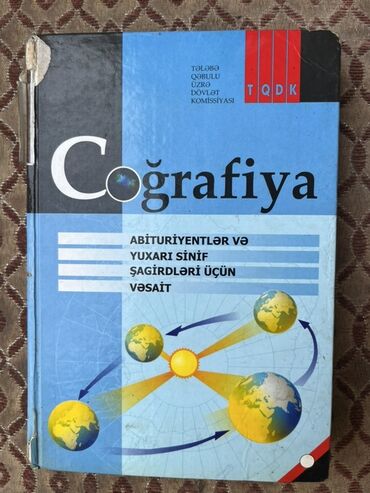 TƏLƏBƏ
QƏBULU
ÜZRƏ
DÖVLƏT
KOMİSSİYASI
TQDK
Coğrafiya
ABİTURİYENTLƏR VƏ
YUXARI SİNİF
ŞAGİRDLƏRİ ÜÇÜN
VƏSAİT